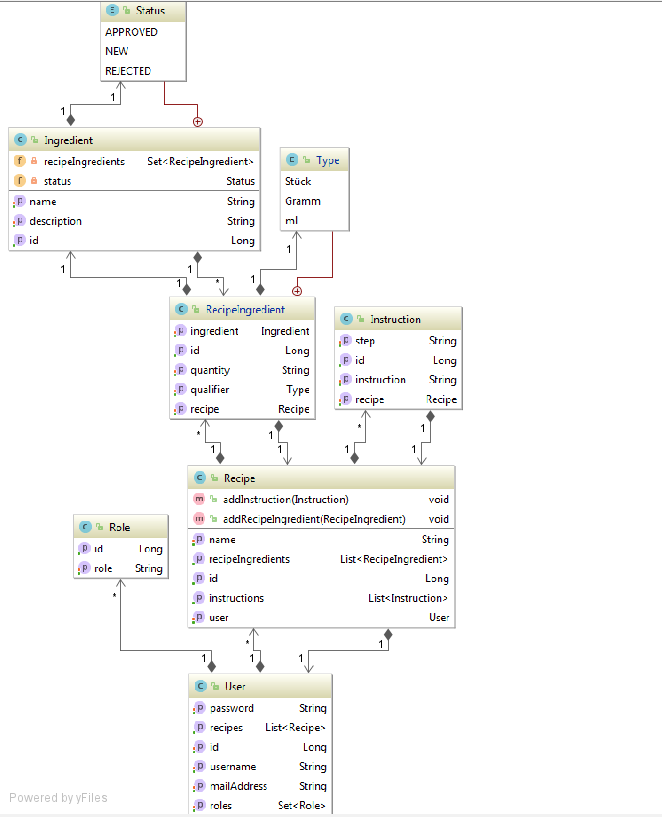 E Status
APPROVED
NEW
REJECTED
1
1
C Ingredient
f recipeIngredients Set<RecipeIngredient>
f status Status
p name String
p description String
p id Long
C Type
Stück
Gramm
ml
1 1 * 1
1 1
C RecipeIngredient
p ingredient Ingredient
p id Long
p quantity String
p qualifier Type
p recipe Recipe
C Instruction
p step String
p id Long
p instruction String
p recipe Recipe
* 1 * 1
1 1 1 1
C Recipe
m addInstruction(Instruction) void
m addRecipeIngredient(RecipeIngredient) void
p name String
p recipeIngredients List<RecipeIngredient>
p id Long
p instructions List<Instruction>
p user User
C Role
p id Long
p role String
* * 1
1 1 1
C User
p password String
p recipes List<Recipe>
p id Long
p username String
p mailAddress String
p roles Set<Role>
Powered by yFiles